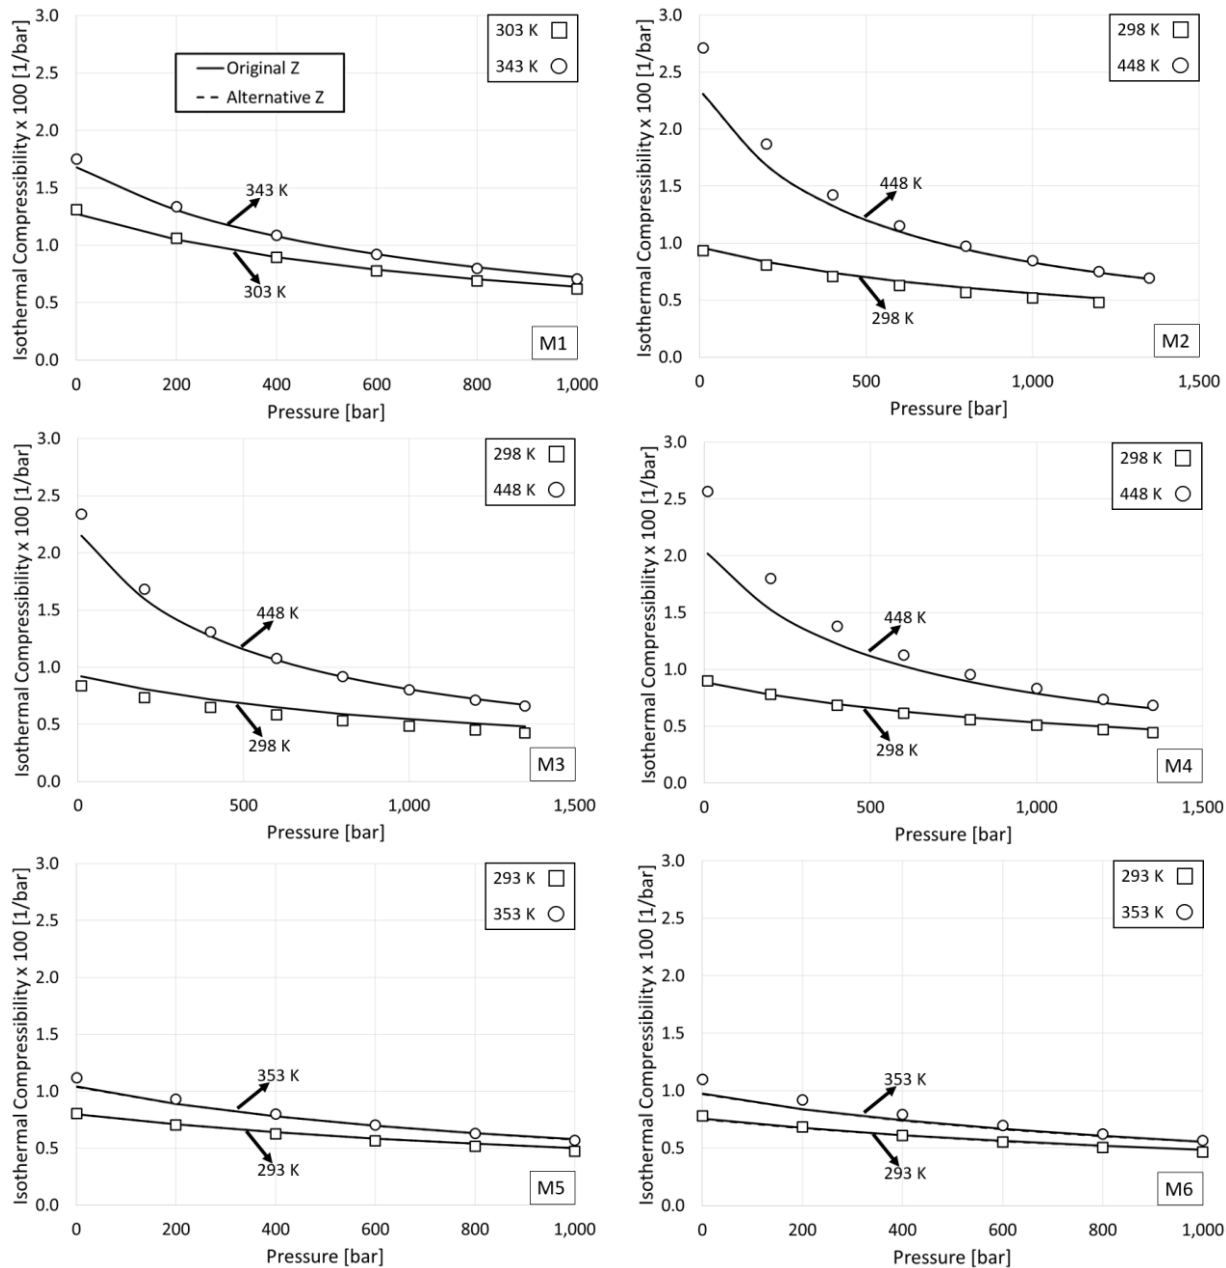 Isothermal Compressibility x 100 [1/bar]
3.0
2.5
2.0
1.5
1.0
0.5
0.0
303 K
343 K
Original Z
Alternative Z
343 K
303 K
M1
0 200 400 600 800 1,000
Pressure [bar]
Isothermal Compressibility x 100 [1/bar]
3.0
2.5
2.0
1.5
1.0
0.5
0.0
298 K
448 K
448 K
298 K
M2
0 500 1,000 1,500
Pressure [bar]
Isothermal Compressibility x 100 [1/bar]
3.0
2.5
2.0
1.5
1.0
0.5
0.0
298 K
448 K
448 K
298 K
M3
0 500 1,000 1,500
Pressure [bar]
Isothermal Compressibility x 100 [1/bar]
3.0
2.5
2.0
1.5
1.0
0.5
0.0
298 K
448 K
448 K
298 K
M4
0 500 1,000 1,500
Pressure [bar]
Isothermal Compressibility x 100 [1/bar]
3.0
2.5
2.0
1.5
1.0
0.5
0.0
293 K
353 K
353 K
293 K
M5
0 200 400 600 800 1,000
Pressure [bar]
Isothermal Compressibility x 100 [1/bar]
3.0
2.5
2.0
1.5
1.0
0.5
0.0
293 K
353 K
353 K
293 K
M6
0 200 400 600 800 1,000
Pressure [bar]